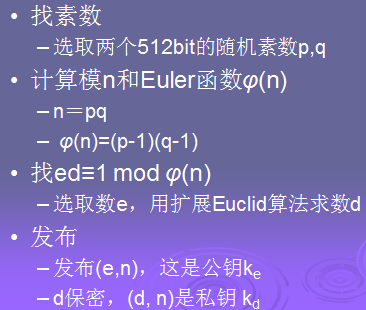 • 找素数
– 选取两个512bit的随机素数p,q
• 计算模n和Euler函数φ(n)
– n＝pq
– φ(n)=(p-1)(q-1)
• 找ed≡1 mod φ(n)
– 选取数e，用扩展Euclid算法求数d
• 发布
– 发布(e,n)，这是公钥kₑ
– d保密，(d, n)是私钥 k_d